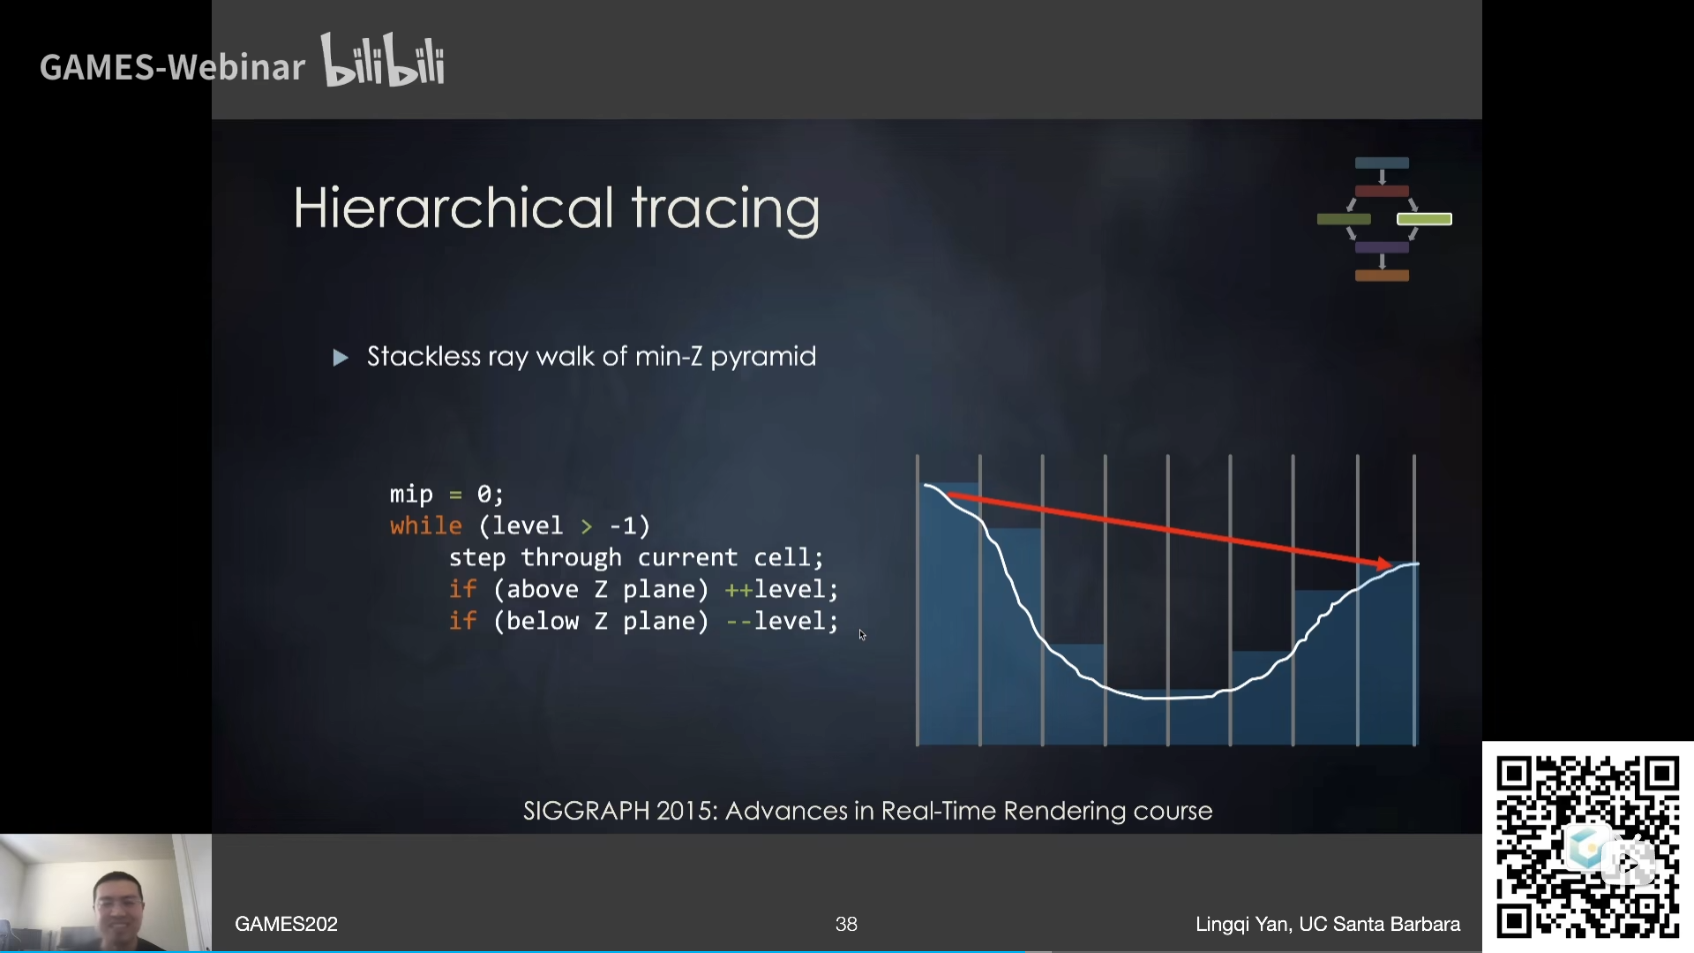 GAMES-Webinar bilibili
Hierarchical tracing
Stackless ray walk of min-Z pyramid
mip = 0;
while (level > -1)
step through current cell;
if (above Z plane) ++level;
if (below Z plane) --level;
SIGGRAPH 2015: Advances in Real-Time Rendering course
GAMES202
38
Lingqi Yan, UC Santa Barbara